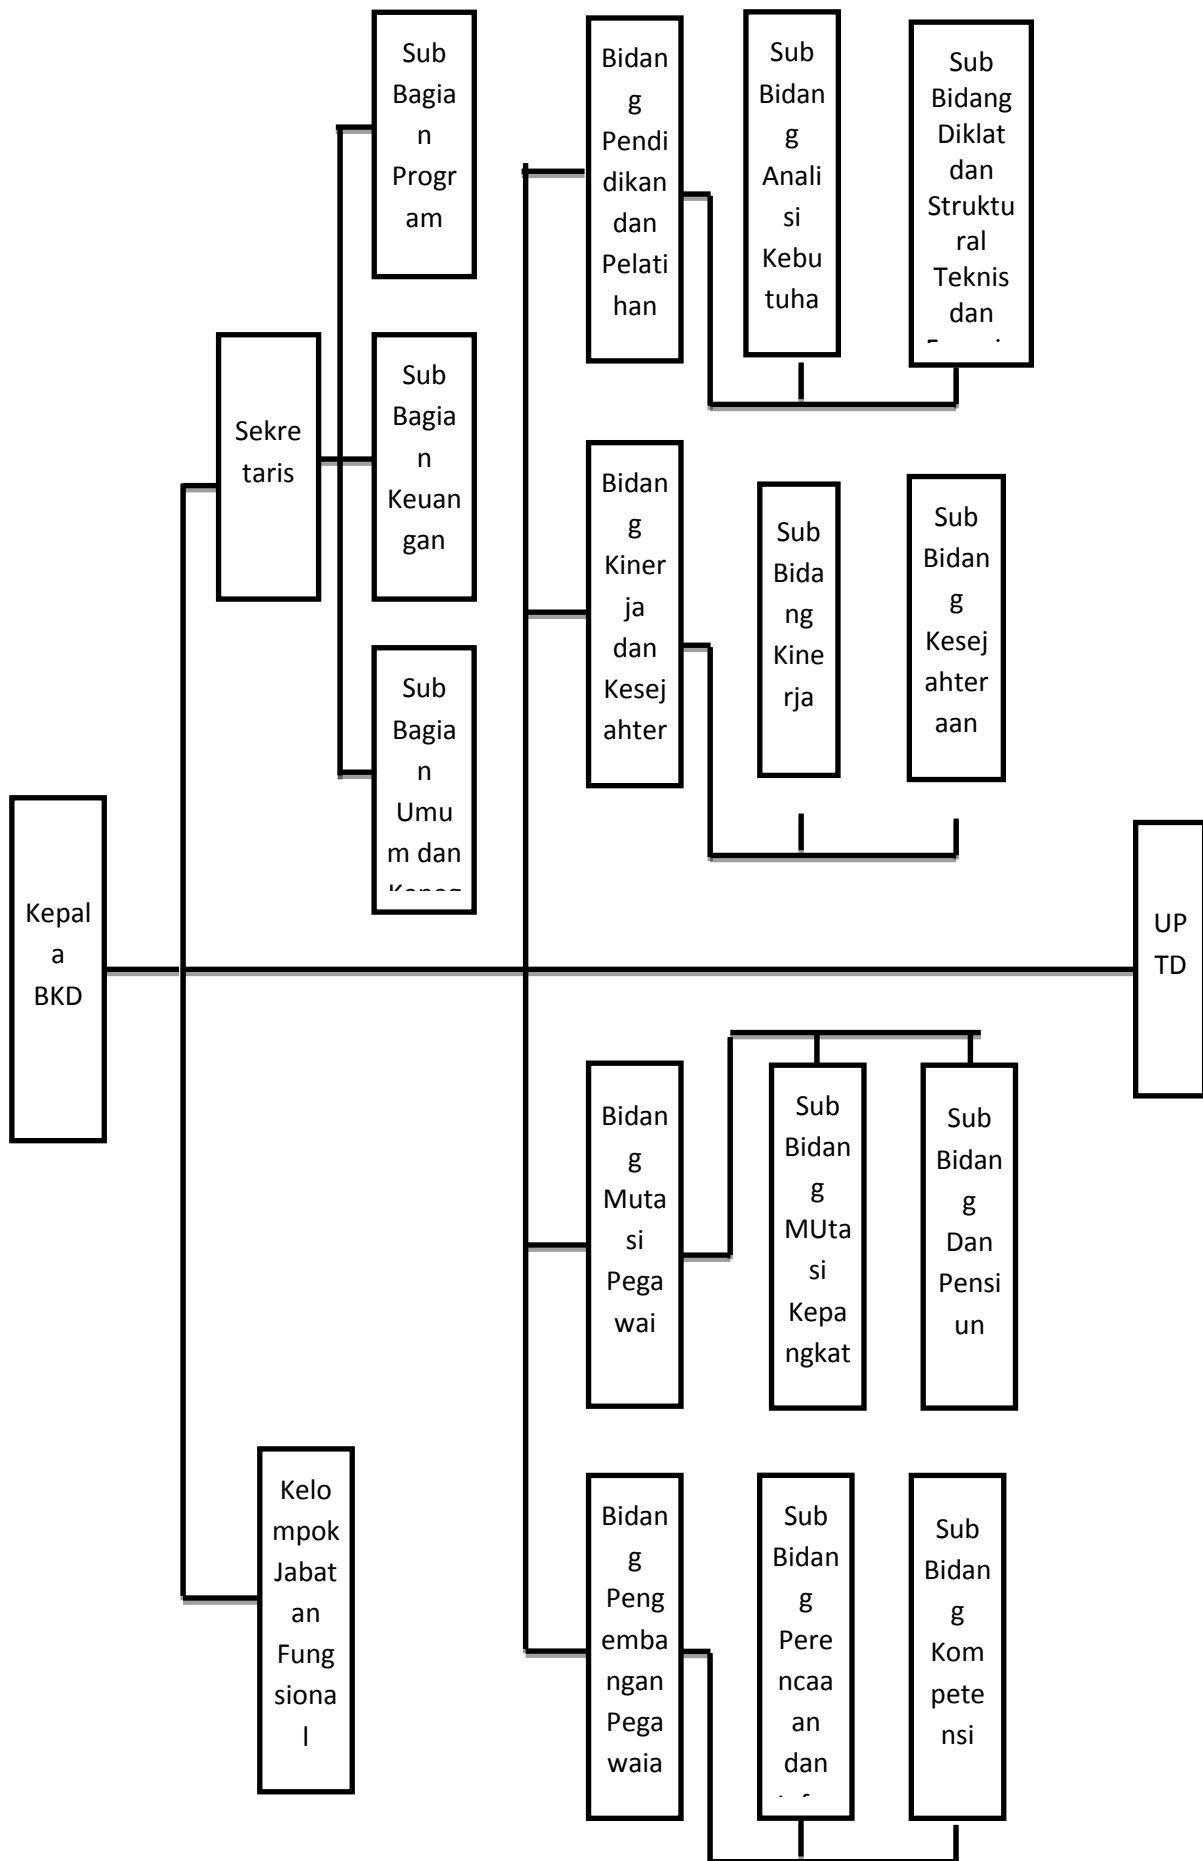 Sub
Bagia
n
Progr
am
Bidan
g
Pendi
dikan
dan
Pelati
han
Sub
Bidan
g
Anali
si
Kebu
tuha
Sub
Bidang
Diklat
dan
Struktu
ral
Teknis
dan
Sekre
taris
Sub
Bagia
n
Keuan
gan
Bidan
g
Kiner
ja
dan
Kesej
ahter
Sub
Bida
ng
Kine
rja
Sub
Bidan
g
Kesej
ahter
aan
Sub
Bagia
n
Umu
m dan
Kepal
a
BKD
UP
TD
Bidan
g
Muta
si
Pega
wai
Sub
Bidan
g
MUta
si
Kepa
ngkat
Sub
Bidan
g
Dan
Pensi
un
Kelo
mpok
Jabat
an
Fung
siona
l
Bidan
g
Peng
emba
ngan
Pega
waia
Sub
Bidan
g
Pere
ncaa
an
dan
Sub
Bidan
g
Kom
pete
nsi